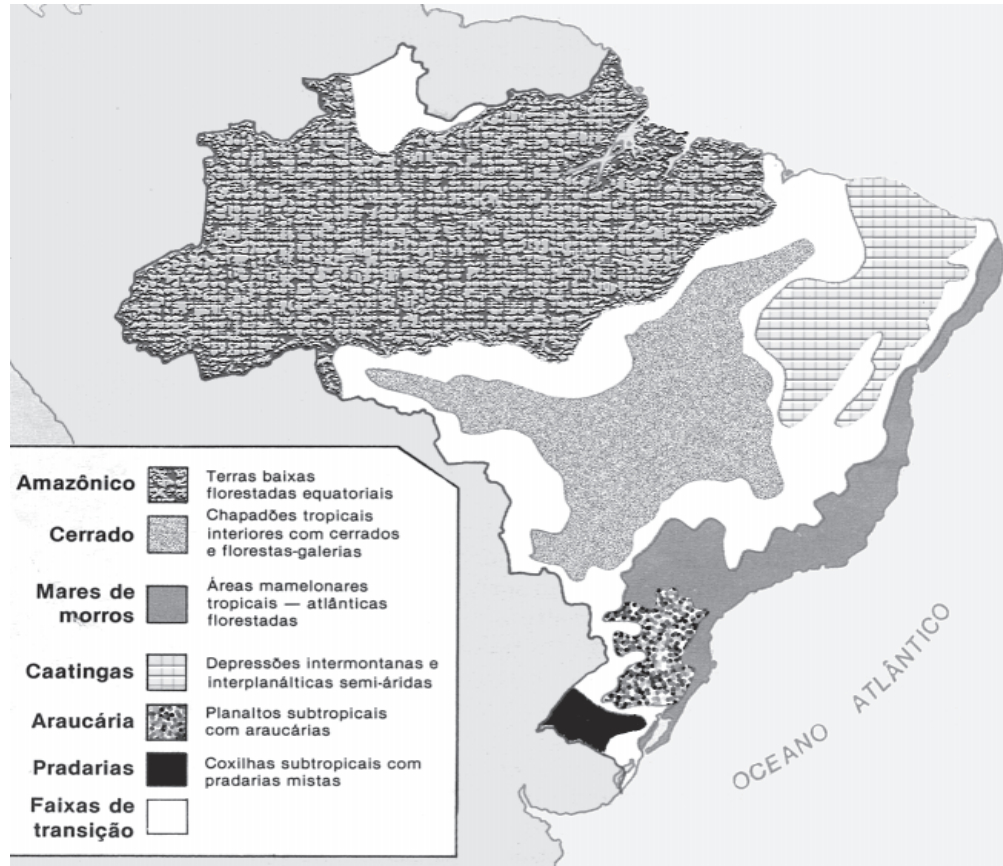 Amazônico
Terras baixas
florestadas equatoriais
Cerrado
Chapadões tropicais
interiores com cerrados
e florestas-galerias
Mares de
morros
Áreas mamelonares
tropicais — atlânticas
florestadas
Caatingas
Depressões intermontanas e
interplanálticas semi-áridas
Araucária
Planaltos subtropicais
com araucárias
Pradarias
Coxilhas subtropicais com
pradarias mistas
Faixas de
transição
OCEANO ATLÂNTICO